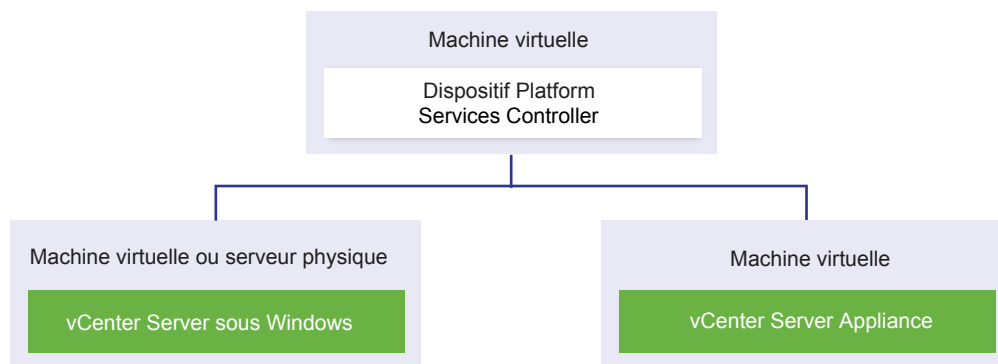 Machine virtuelle
Dispositif Platform
Services Controller
Machine virtuelle ou serveur physique
vCenter Server sous Windows
Machine virtuelle
vCenter Server Appliance